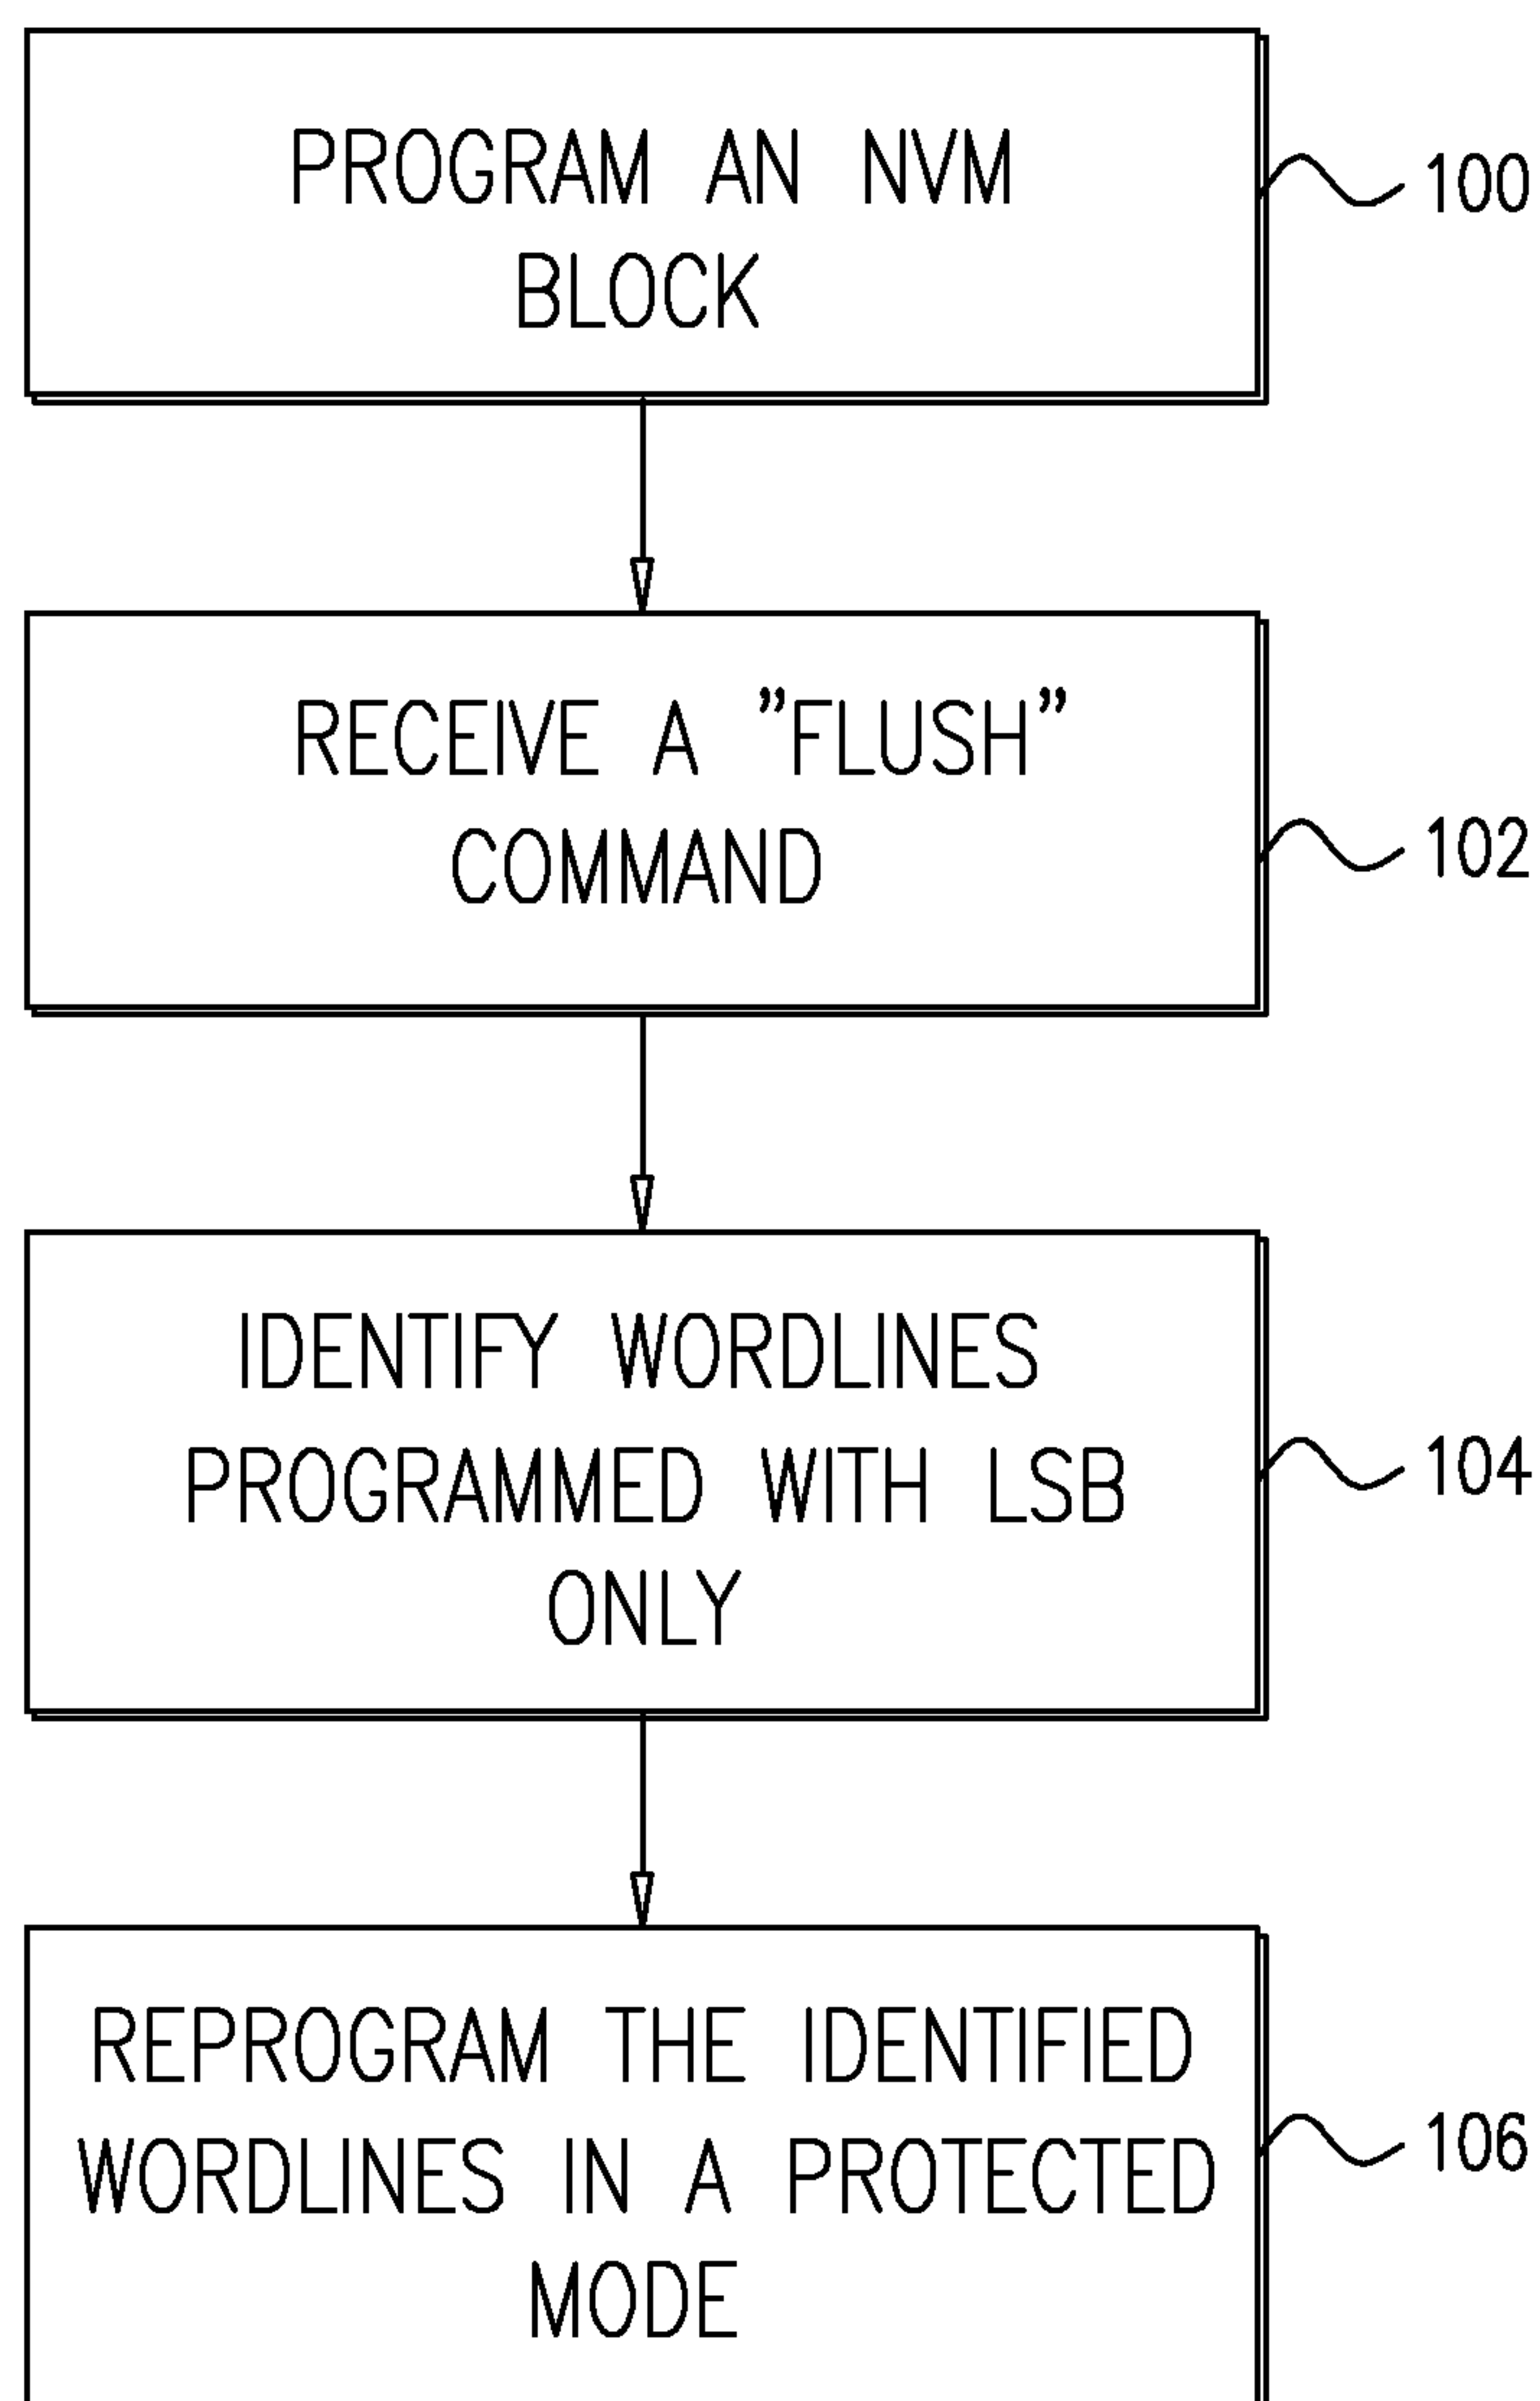 PROGRAM AN NVM
BLOCK
100
RECEIVE A "FLUSH"
COMMAND
102
IDENTIFY WORDLINES
PROGRAMMED WITH LSB
ONLY
104
REPROGRAM THE IDENTIFIED
WORDLINES IN A PROTECTED
MODE
106